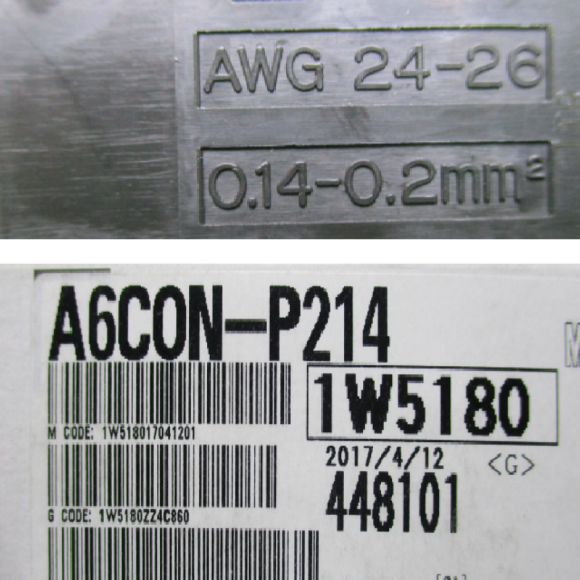 AWG 24-26
0.14-0.2mm²
A6CON-P214
1W5180
M CODE: 1W518017041201
2017/4/12 <G>
448101
G CODE: 1W5180ZZ4C860